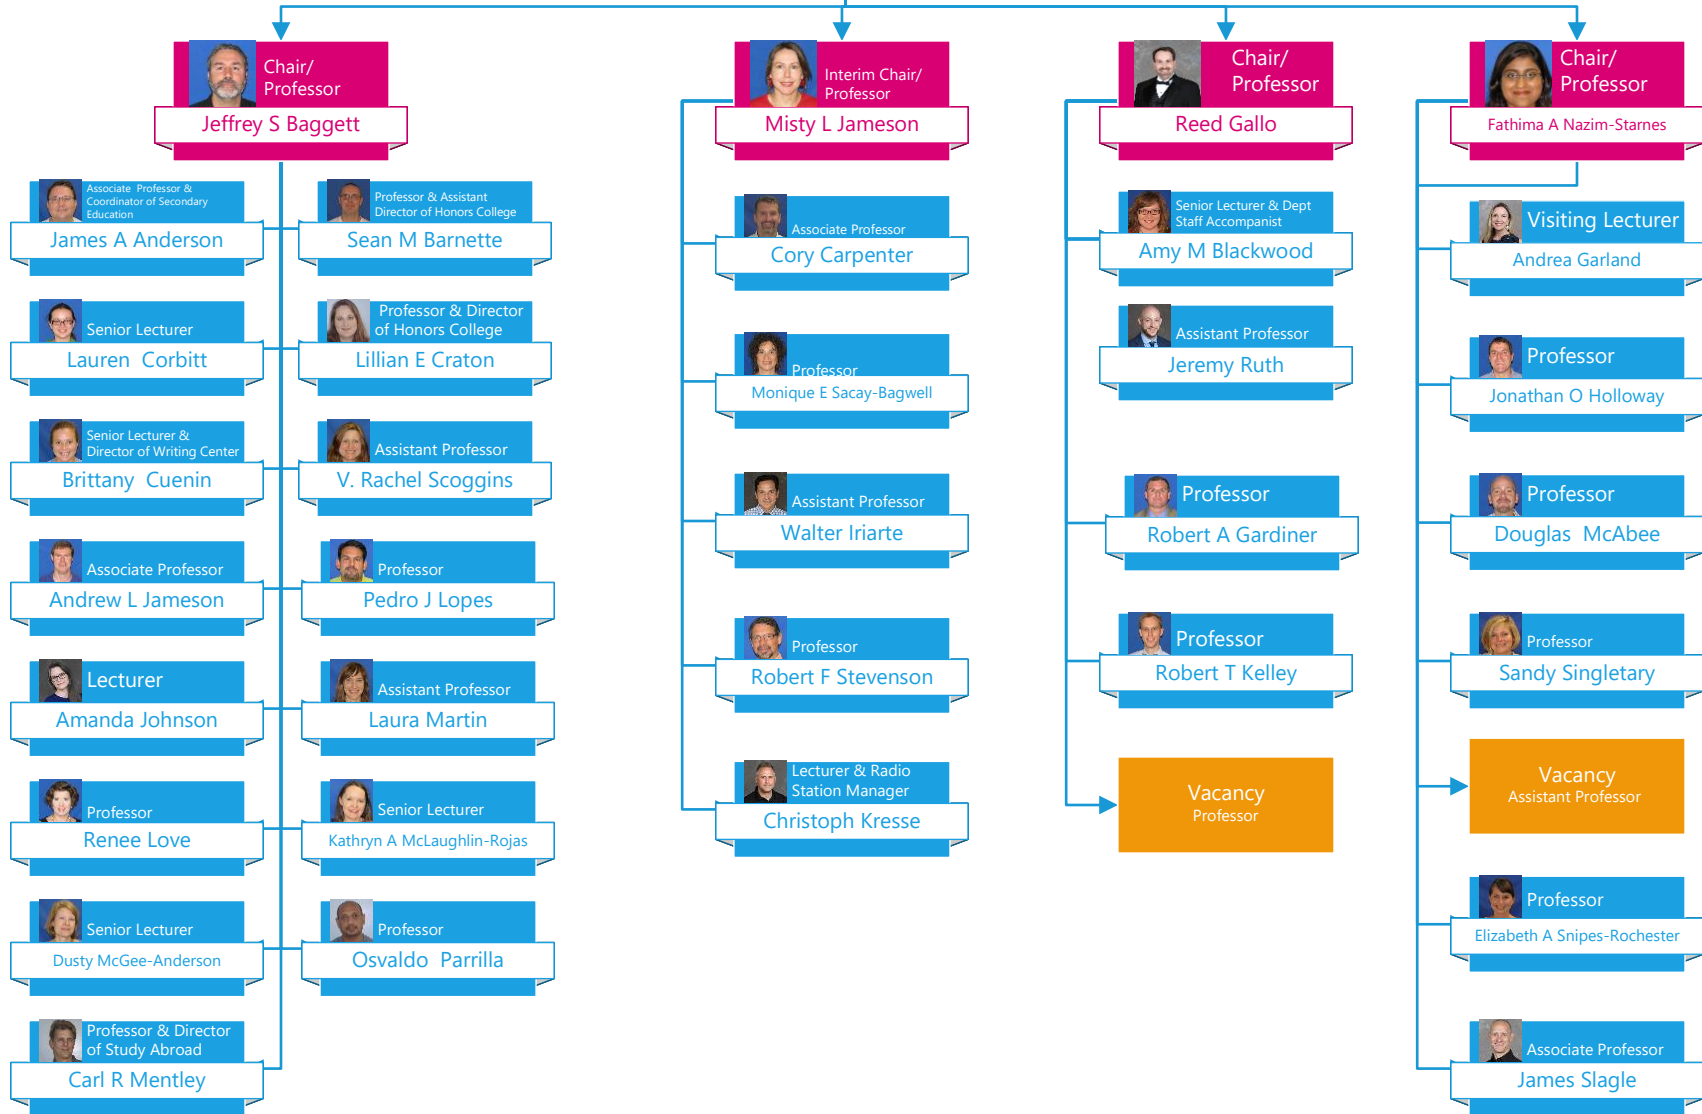 Chair/
Professor
Jeffrey S Baggett
Associate Professor &
Coordinator of Secondary
Education
James A Anderson
Professor & Assistant
Director of Honors College
Sean M Barnette
Senior Lecturer
Lauren Corbitt
Professor & Director
of Honors College
Lillian E Craton
Senior Lecturer &
Director of Writing Center
Brittany Cuenin
Assistant Professor
V. Rachel Scoggins
Associate Professor
Andrew L Jameson
Professor
Pedro J Lopes
Lecturer
Amanda Johnson
Assistant Professor
Laura Martin
Professor
Renee Love
Senior Lecturer
Kathryn A McLaughlin-Rojas
Senior Lecturer
Dusty McGee-Anderson
Professor
Osvaldo Parrilla
Professor & Director
of Study Abroad
Carl R Mentley
Interim Chair/
Professor
Misty L Jameson
Associate Professor
Cory Carpenter
Professor
Monique E Sacay-Bagwell
Assistant Professor
Walter Iriarte
Professor
Robert F Stevenson
Lecturer & Radio
Station Manager
Christoph Kresse
Chair/
Professor
Reed Gallo
Senior Lecturer & Dept
Staff Accompanist
Amy M Blackwood
Assistant Professor
Jeremy Ruth
Professor
Robert A Gardiner
Professor
Robert T Kelley
Vacancy
Professor
Chair/
Professor
Fathima A Nazim-Starnes
Visiting Lecturer
Andrea Garland
Professor
Jonathan O Holloway
Professor
Douglas McAbee
Professor
Sandy Singletary
Vacancy
Assistant Professor
Professor
Elizabeth A Snipes-Rochester
Associate Professor
James Slagle